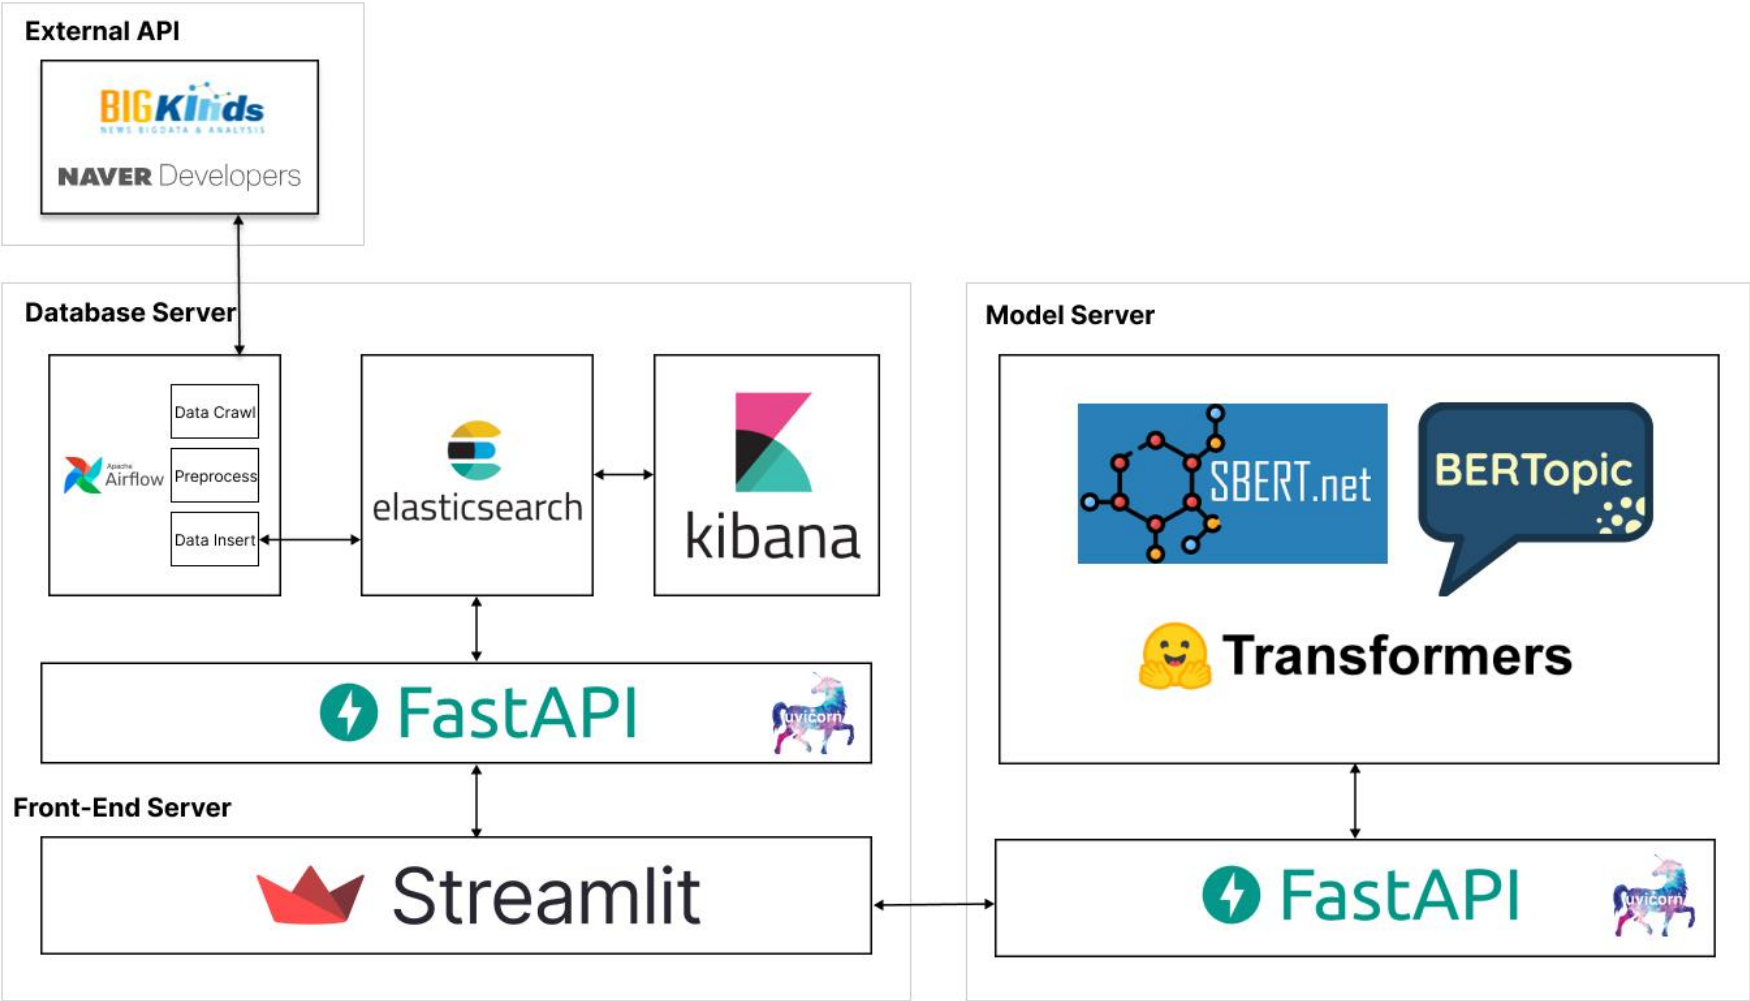 External API
BIGKinds
NEWS BIGDATA & ANALYSIS
NAVER Developers
Database Server
Apache
Airflow
Data Crawl
Preprocess
Data Insert
elasticsearch
kibana
FastAPI
uvicorn
Front-End Server
Streamlit
Model Server
SBERT.net
BERTopic
Transformers
FastAPI
uvicorn